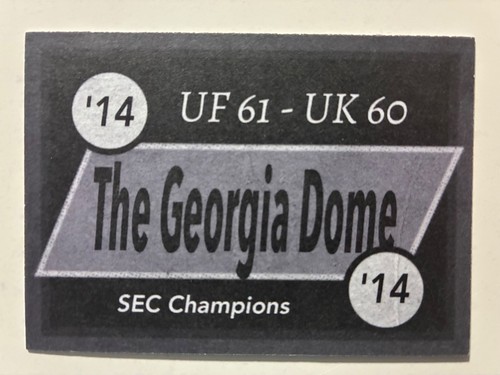 '14
UF 61 - UK 60
The Georgia Dome
'14
SEC Champions